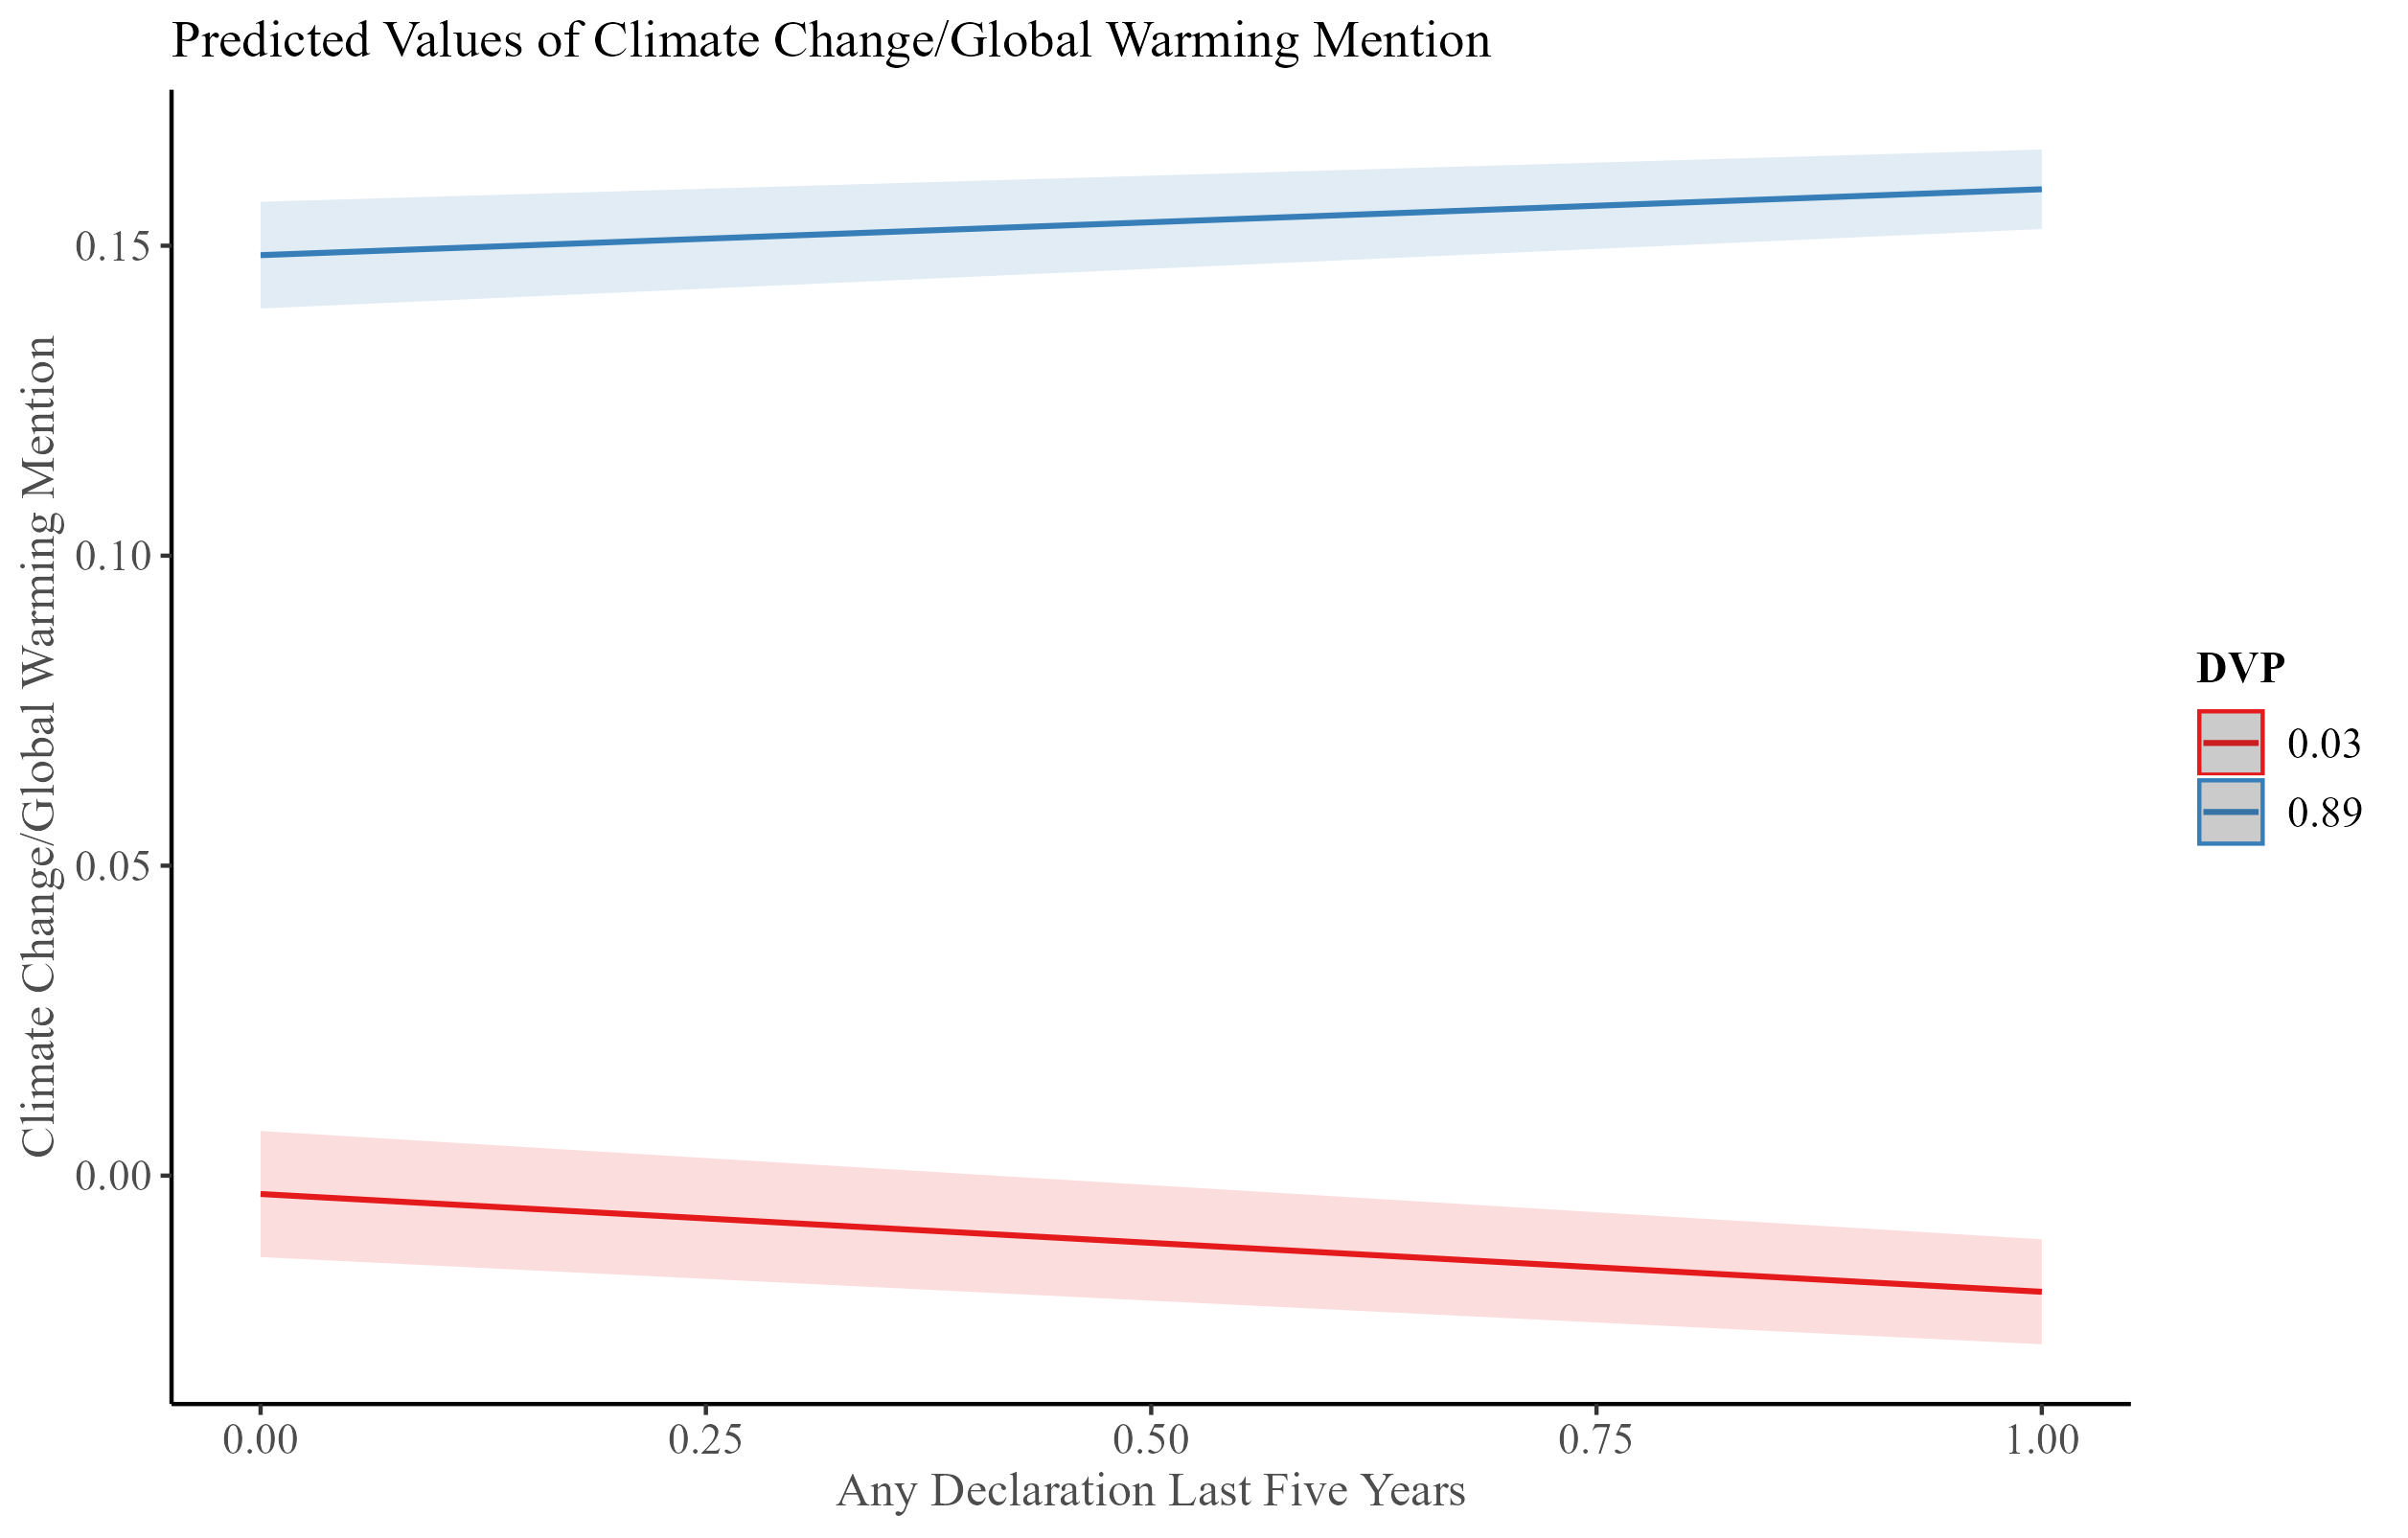 Predicted Values of Climate Change/Global Warming Mention
Climate Change/Global Warming Mention
0.15
0.10
0.05
0.00
0.00
0.25
0.50
0.75
1.00
Any Declaration Last Five Years
DVP
0.03
0.89